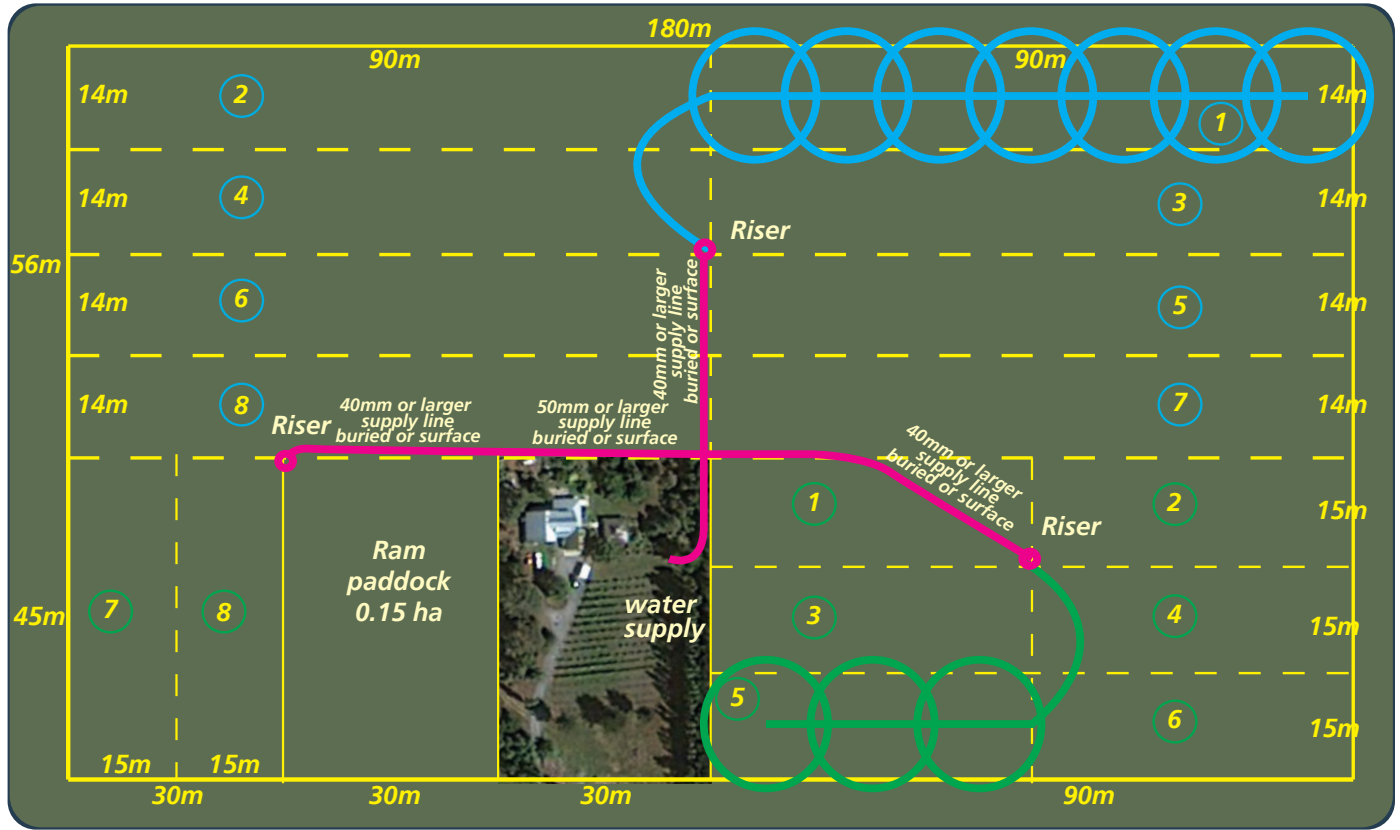 180m
90m
90m
14m
2
1
14m
14m
4
3
14m
Riser
56m
14m
6
5
14m
40mm or larger
supply line
buried or surface
14m
8
7
14m
Riser
40mm or larger
supply line
buried or surface
50mm or larger
supply line
buried or surface
40mm or larger
supply line
buried or surface
1
2
15m
Riser
Ram
paddock
0.15 ha
water
supply
45m
7
8
3
4
15m
5
6
15m
15m
15m
30m
30m
30m
90m